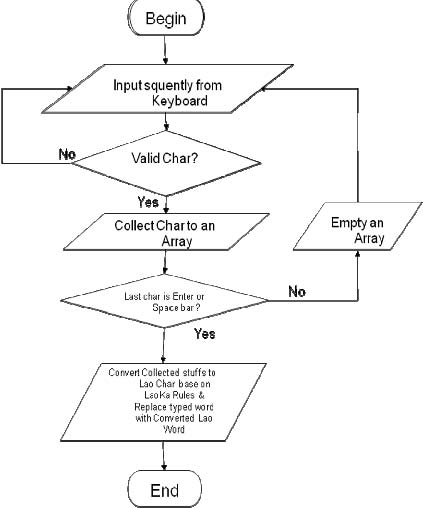 Begin
Input squently from
Keyboard
No
Valid Char?
Yes
Collect Char to an
Array
Empty an
Array
Last char is Enter or
Space bar?
No
Yes
Convert Collected stuffs to
Lao Char base on
LaoKa Rules &
Replace typed word
with Converted Lao
Word
End